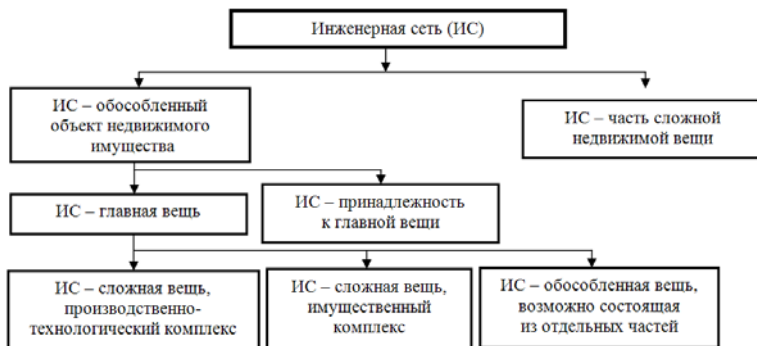 Инженерная сеть (ИС)
ИС – обособленный
объект недвижимого
имущества
ИС – часть сложной
недвижимой вещи
ИС – главная вещь
ИС – принадлежность
к главной вещи
ИС – сложная вещь,
производственно-
технологический комплекс
ИС – сложная вещь,
имущественный
комплекс
ИС – обособленная вещь,
возможно состоящая
из отдельных частей